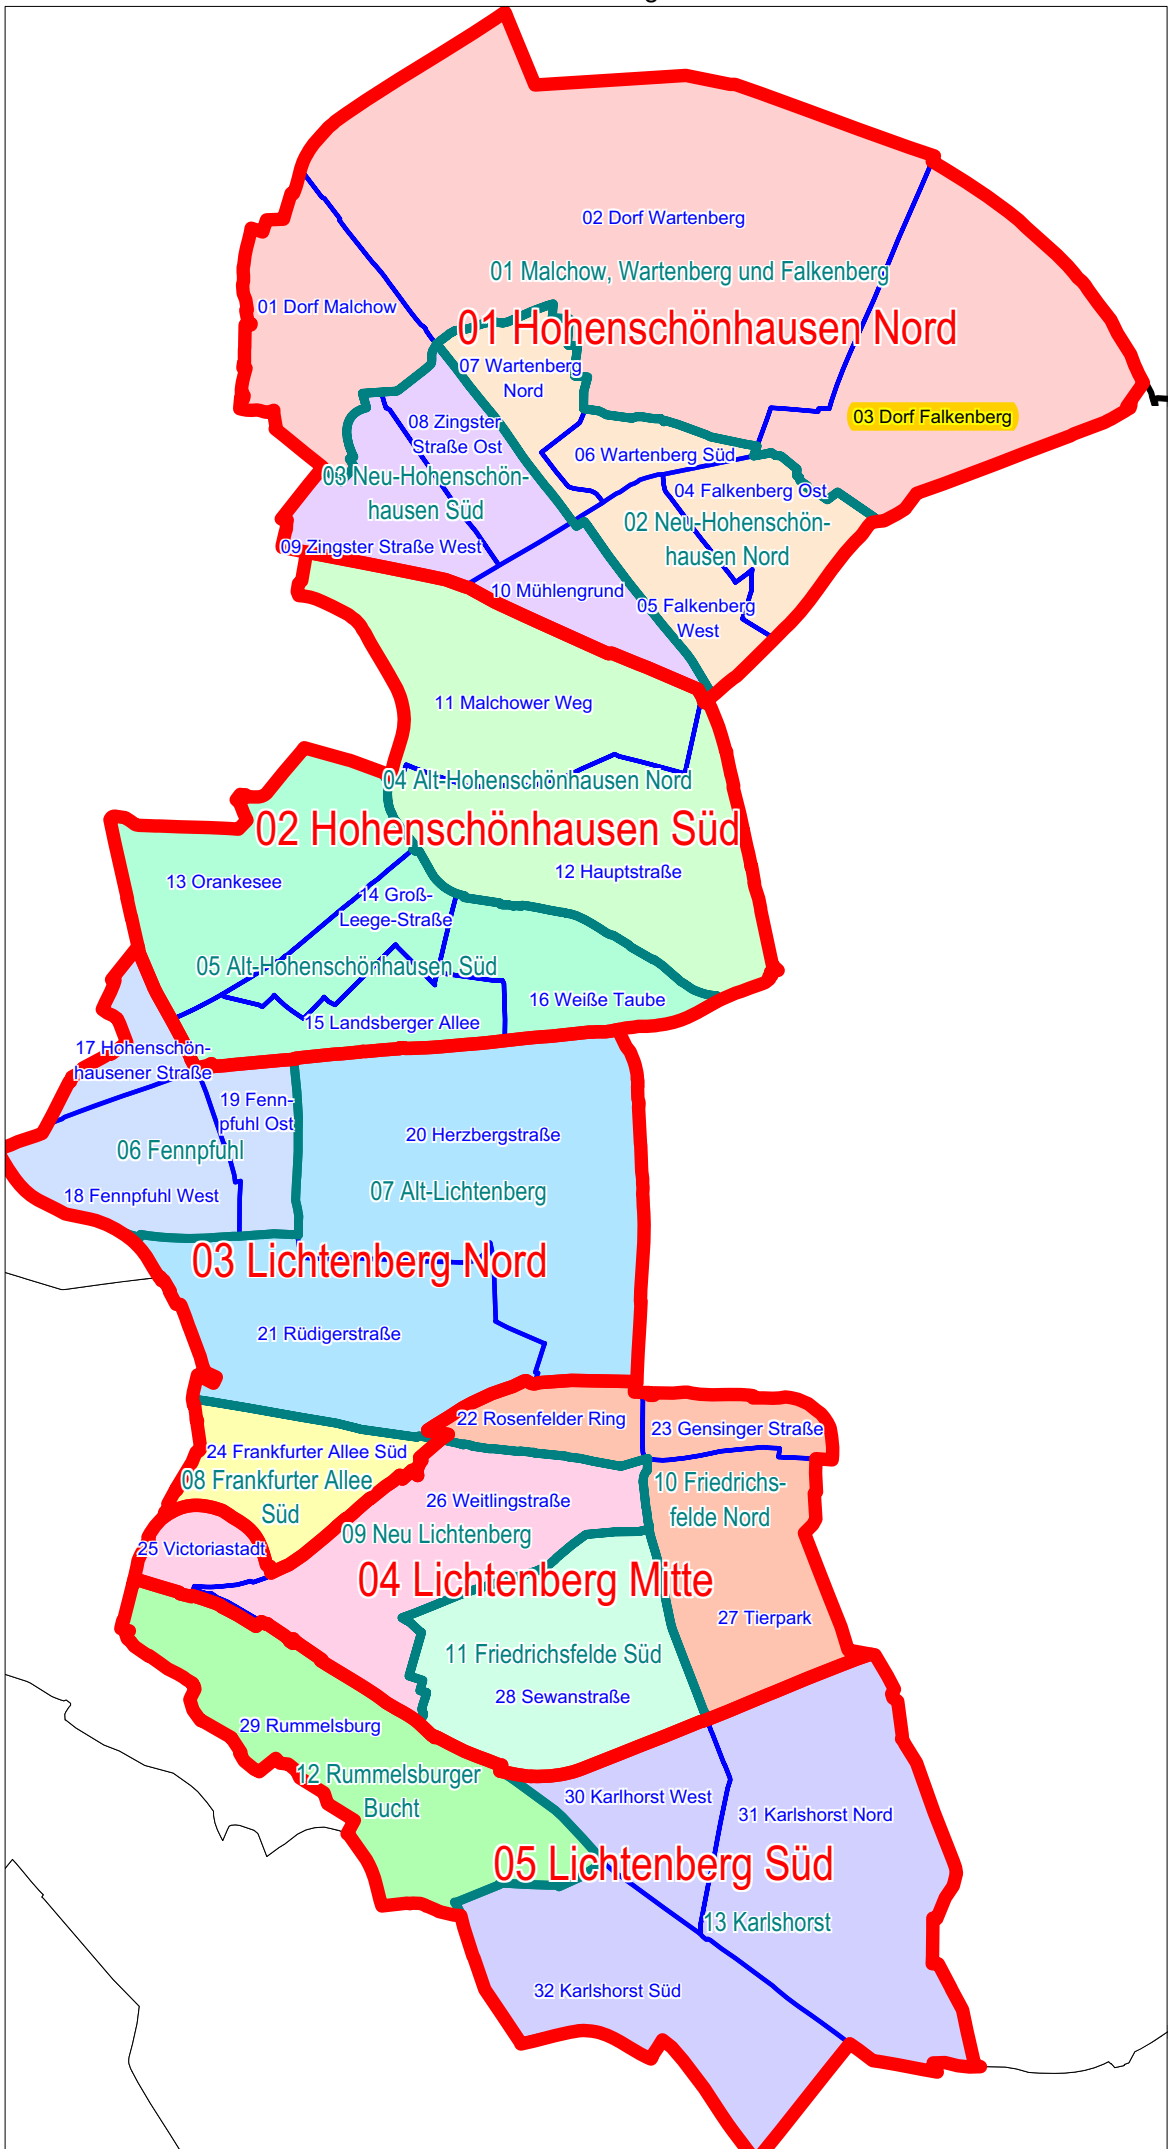 02 Dorf Wartenberg
01 Malchow, Wartenberg und Falkenberg
01 Dorf Malchow
01 Hohenschönhausen Nord
07 Wartenberg
Nord
03 Dorf Falkenberg
08 Zingster
Straße Ost
06 Wartenberg Süd
03 Neu-Hohenschön-
hausen Süd
04 Falkenberg Ost
02 Neu-Hohenschön-
hausen Nord
09 Zingster Straße West
10 Mühlengrund
05 Falkenberg
West
11 Malchower Weg
04 Alt-Hohenschönhausen Nord
02 Hohenschönhausen Süd
12 Hauptstraße
13 Orankesee
14 Groß-
Leege-Straße
05 Alt-Hohenschönhausen Süd
16 Weiße Taube
15 Landsberger Allee
17 Hohenschön-
hausener Straße
19 Fenn-
pfuhl Ost
20 Herzbergstraße
06 Fennpfuhl
18 Fennpfuhl West
07 Alt-Lichtenberg
03 Lichtenberg Nord
21 Rüdigerstraße
22 Rosenfelder Ring
23 Gensinger Straße
24 Frankfurter Allee Süd
08 Frankfurter Allee
Süd
10 Friedrichs-
felde Nord
26 Weitlingstraße
09 Neu Lichtenberg
25 Victoriastadt
04 Lichtenberg Mitte
27 Tierpark
11 Friedrichsfelde Süd
28 Sewanstraße
29 Rummelsburg
12 Rummelsburger
Bucht
30 Karlhorst West
31 Karlshorst Nord
05 Lichtenberg Süd
13 Karlshorst
32 Karlshorst Süd